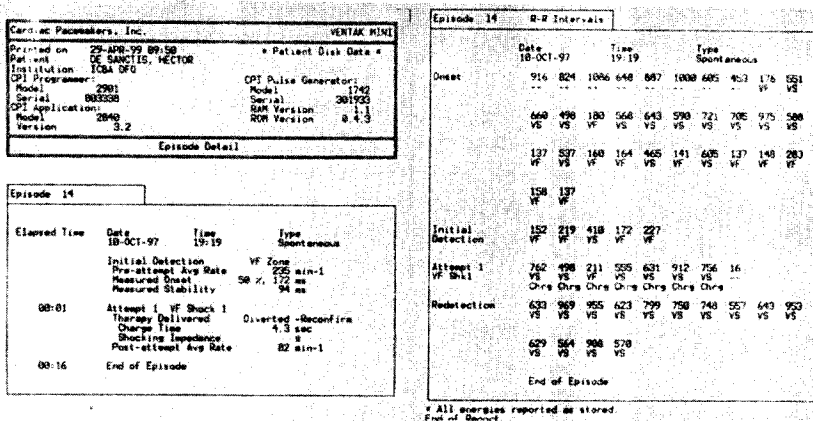 Cardiac Pacemakers, Inc. VENTAK MINI
Printed on 29-APR-99 09:50 * Patient Disk Data *
Patient DE SANCTIS, HECTOR
Institution ICBA DFO
CPI Programmer: CPI Pulse Generator:
Model 2901 Model 1742
Serial 003338 Serial 301933
CPI Application: RAM Version 1.1
Model 2840 ROM Version 0.4.3
Version 3.2
Episode Detail
Episode 14
Elapsed Time Date Time Type
10-OCT-97 19:19 Spontaneous
Initial Detection VF Zone
Pre-attempt Avg Rate 235 min-1
Measured Onset 50 %, 172 ms
Measured Stability 94 ms
00:01 Attempt 1 VF Shock 1
Therapy Delivered Diverted-Reconfirm
Charge Time 4.3 sec
Shocking Impedance
Post-attempt Avg Rate 82 min-1
00:16 End of Episode
Episode 14 R-R Intervals
Date Time Type
10-OCT-97 19:19 Spontaneous
Onset 916 824 1086 648 887 1000 605 453 176 551
-- -- -- -- -- -- -- -- VF VS
660 498 180 568 643 590 721 705 975 580
VS VS VF VS VS VS VS VS VS VS
137 537 160 164 465 141 605 137 148 203
VF VS VF VF VS VF VS VF VF VF
158 137
VF VF
Initial 152 219 410 172 227
Detection VF VF VS VF VF
Attempt 1 762 498 211 555 631 912 756 16
VF Shk1 VS VS VF VS VS VS VS --
Chrg Chrg Chrg Chrg Chrg Chrg Chrg
Redetection 633 969 955 623 799 750 748 557 643 953
VS VS VS VS VS VS VS VS VS VS
629 564 908 570
VS VS VS VS
End of Episode
* All energies reported as stored.
End of Report